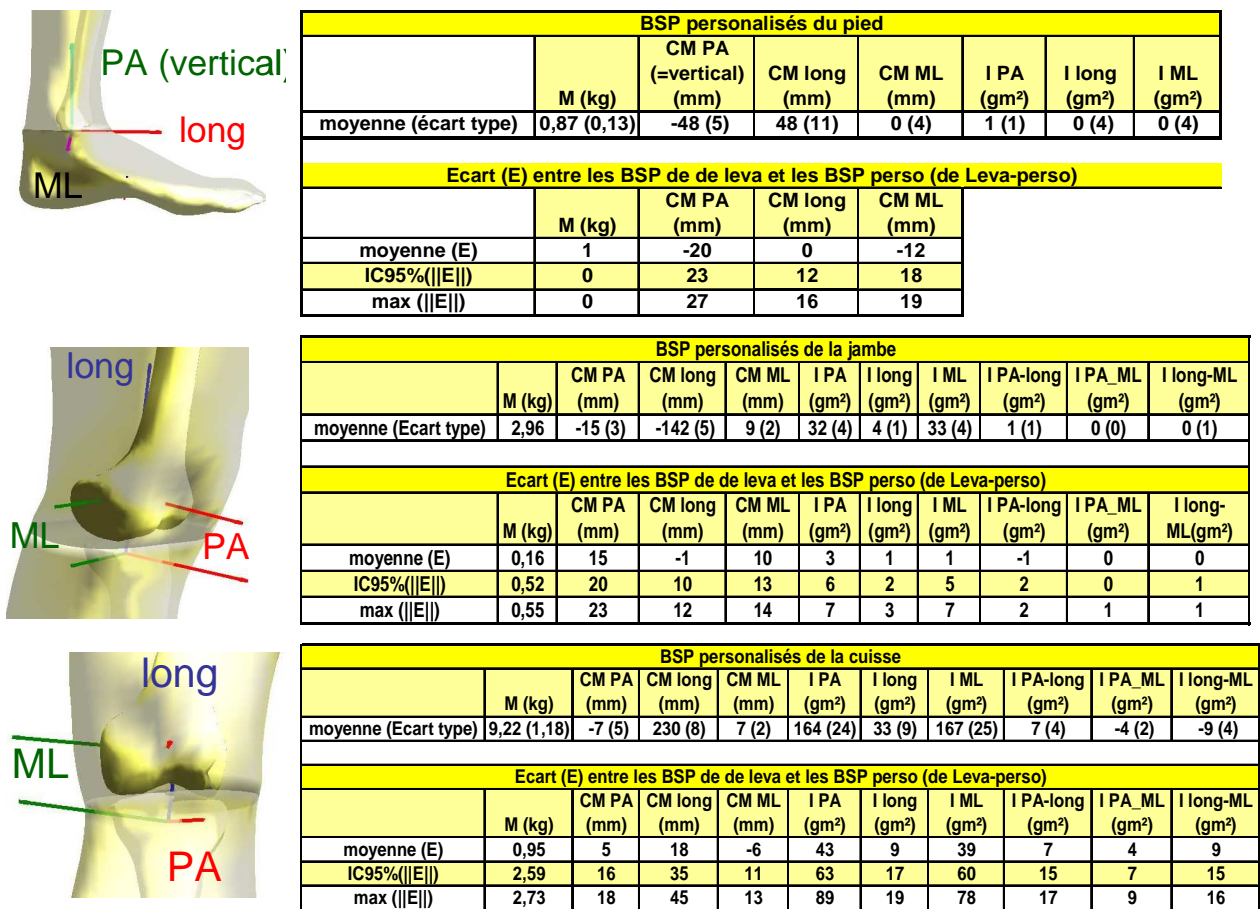 PA (vertical)
long
ML
BSP personalisés du pied
M (kg) CM PA (=vertical) (mm) CM long (mm) CM ML (mm) I PA (gm²) I long (gm²) I ML (gm²)
moyenne (écart type) 0,87 (0,13) -48 (5) 48 (11) 0 (4) 1 (1) 0 (4) 0 (4)
Ecart (E) entre les BSP de de leva et les BSP perso (de Leva-perso)
M (kg) CM PA (mm) CM long (mm) CM ML (mm)
moyenne (E) 1 -20 0 -12
IC95%(||E||) 0 23 12 18
max (||E||) 0 27 16 19
long
ML
PA
BSP personalisés de la jambe
M (kg) CM PA (mm) CM long (mm) CM ML (mm) I PA (gm²) I long (gm²) I ML (gm²) I PA-long (gm²) I PA_ML (gm²) I long-ML (gm²)
moyenne (Ecart type) 2,96 -15 (3) -142 (5) 9 (2) 32 (4) 4 (1) 33 (4) 1 (1) 0 (0) 0 (1)
Ecart (E) entre les BSP de de leva et les BSP perso (de Leva-perso)
M (kg) CM PA (mm) CM long (mm) CM ML (mm) I PA (gm²) I long (gm²) I ML (gm²) I PA-long (gm²) I PA_ML (gm²) I long-ML(gm²)
moyenne (E) 0,16 15 -1 10 3 1 1 -1 0 0
IC95%(||E||) 0,52 20 10 13 6 2 5 2 0 1
max (||E||) 0,55 23 12 14 7 3 7 2 1 1
long
ML
PA
BSP personalisés de la cuisse
M (kg) CM PA (mm) CM long (mm) CM ML (mm) I PA (gm²) I long (gm²) I ML (gm²) I PA-long (gm²) I PA_ML (gm²) I long-ML (gm²)
moyenne (Ecart type) 9,22 (1,18) -7 (5) 230 (8) 7 (2) 164 (24) 33 (9) 167 (25) 7 (4) -4 (2) -9 (4)
Ecart (E) entre les BSP de de leva et les BSP perso (de Leva-perso)
M (kg) CM PA (mm) CM long (mm) CM ML (mm) I PA (gm²) I long (gm²) I ML (gm²) I PA-long (gm²) I PA_ML (gm²) I long-ML (gm²)
moyenne (E) 0,95 5 18 -6 43 9 39 7 4 9
IC95%(||E||) 2,59 16 35 11 63 17 60 15 7 15
max (||E||) 2,73 18 45 13 89 19 78 17 9 16